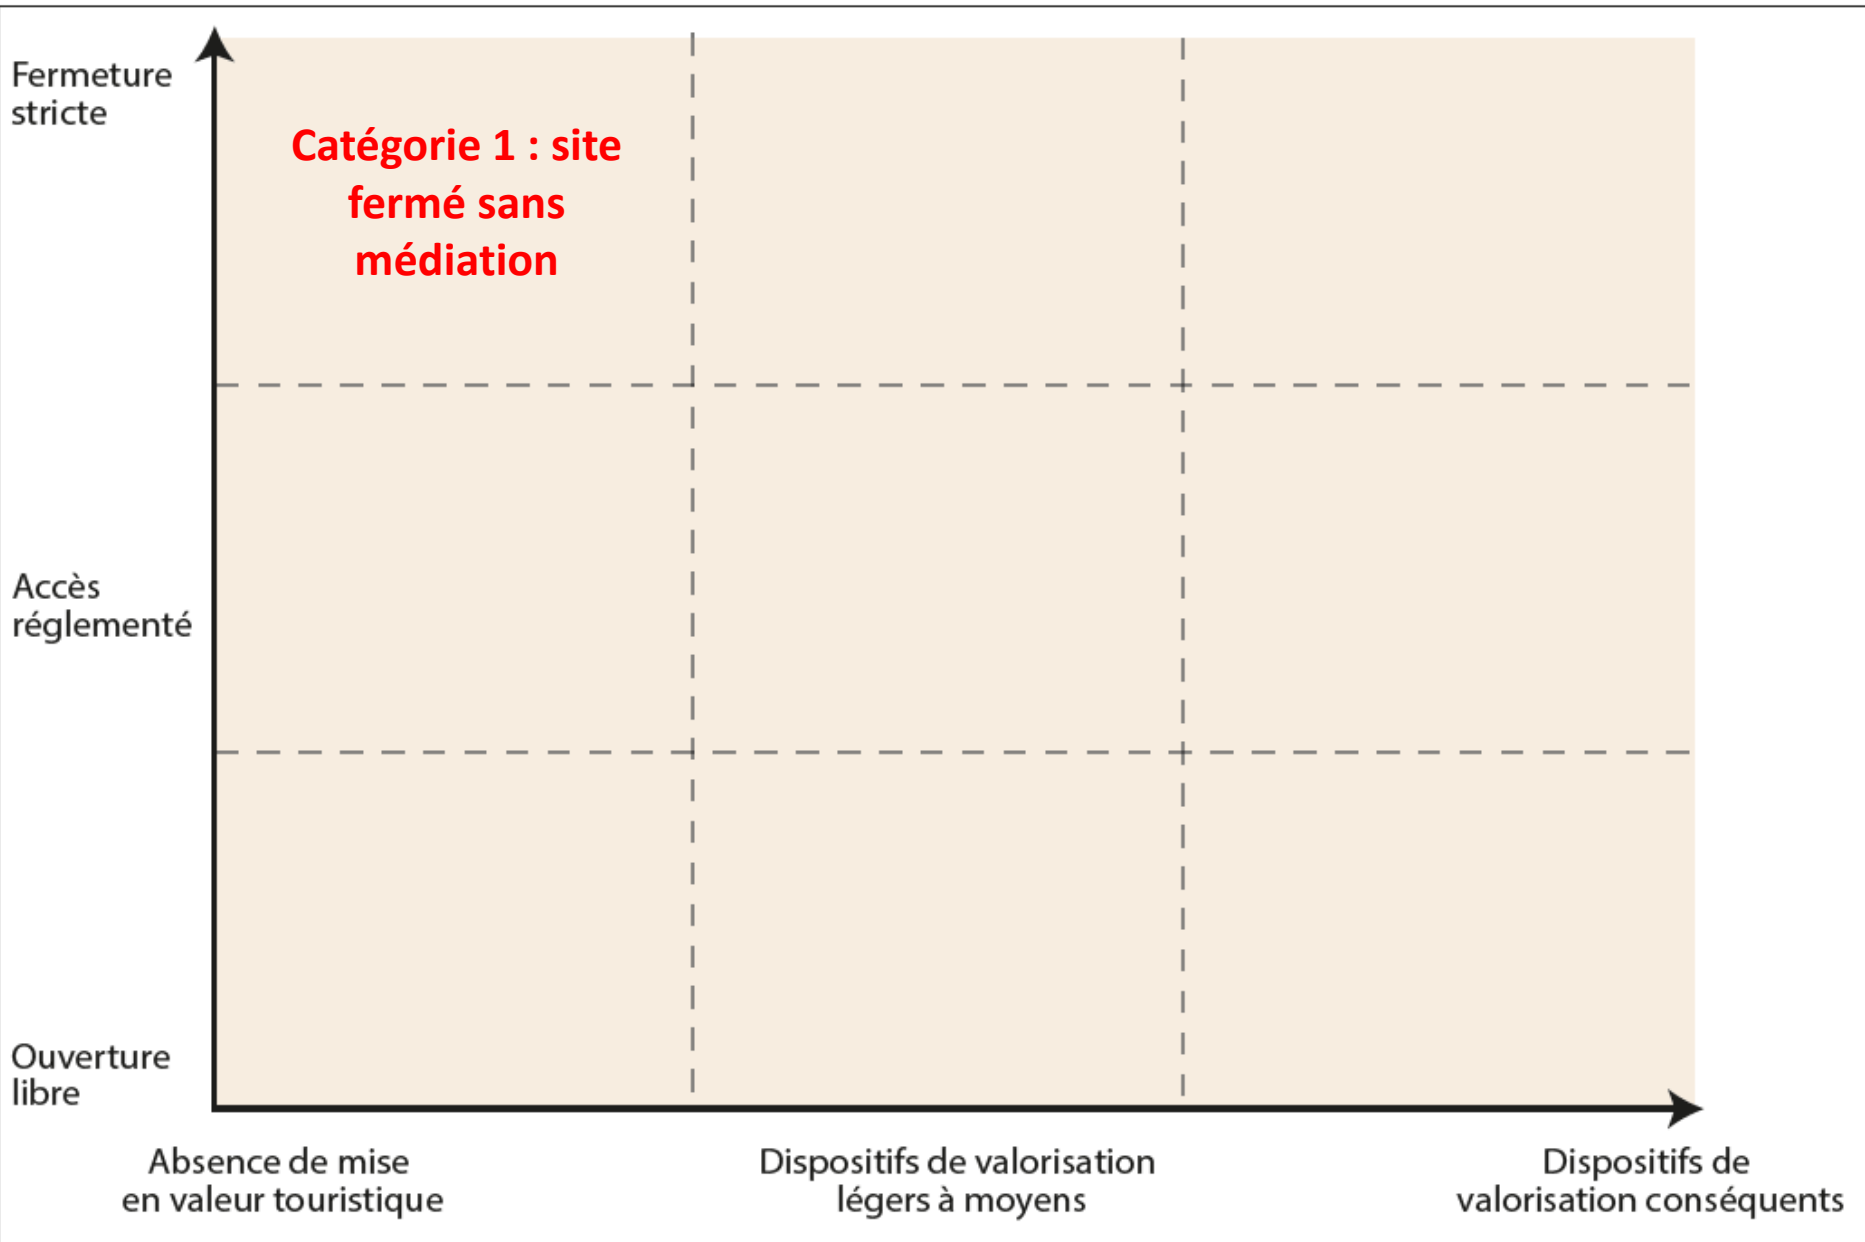 Fermeture
stricte
Catégorie 1 : site
fermé sans
médiation
Accès
réglementé
Ouverture
libre
Absence de mise
en valeur touristique
Dispositifs de valorisation
légers à moyens
Dispositifs de
valorisation conséquents